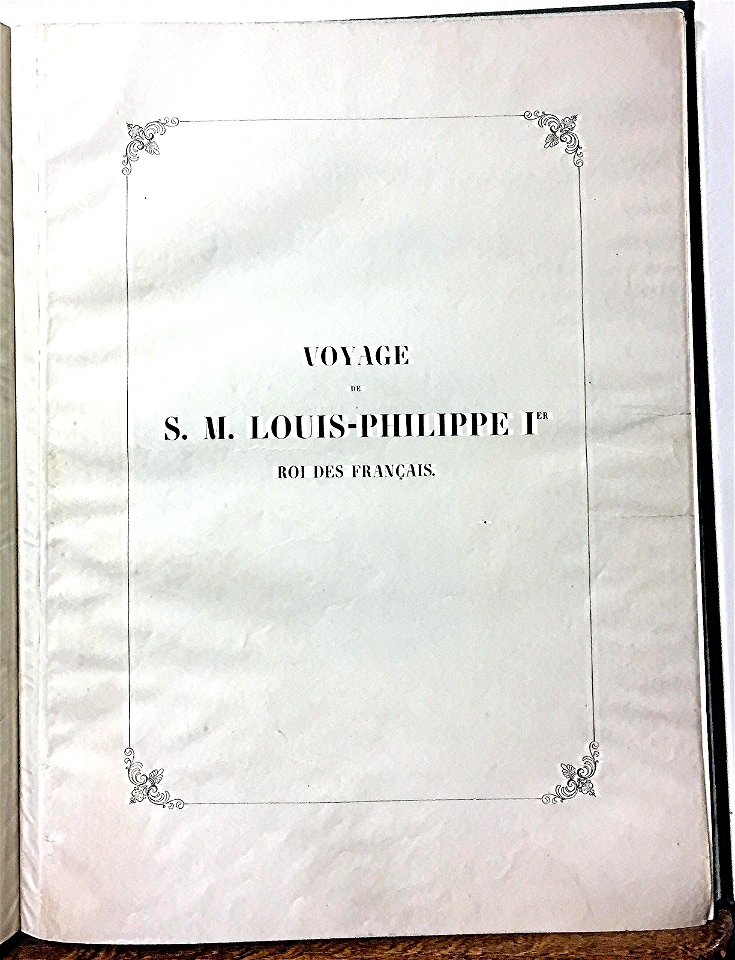 VOYAGE
DE
S. M. LOUIS-PHILIPPE IER
ROI DES FRANÇAIS.